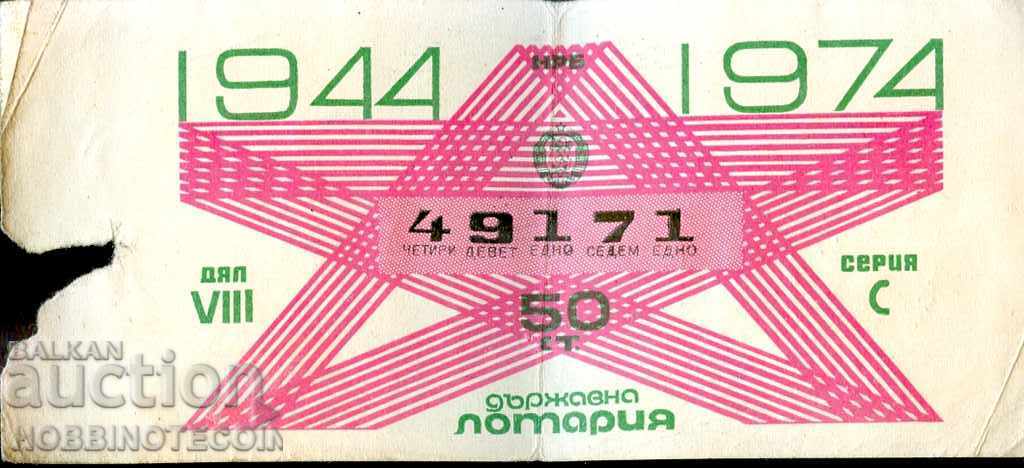 1944 1974
НРБ
49171
ЧЕТИРИ ДЕВЕТ ЕДНО СЕДЕМ ЕДНО
ДЯЛ
VIII
СЕРИЯ
С
50
СТ.
държавна
лотария
BALKAN
auction
HOBBINOTECOIN